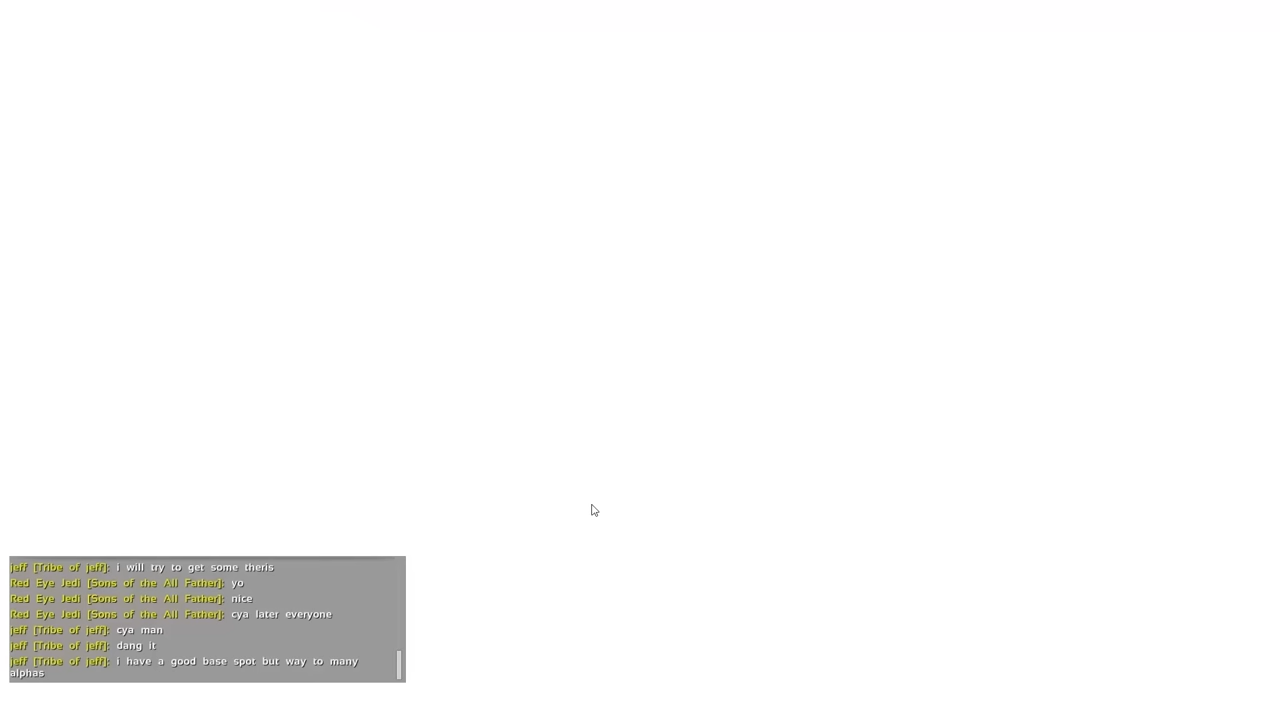 jeff [Tribe of jeff]: i will try to get some theris
Red Eye Jedi [Sons of the All Father]: yo
Red Eye Jedi [Sons of the All Father]: nice
Red Eye Jedi [Sons of the All Father]: cya later everyone
jeff [Tribe of jeff]: cya man
jeff [Tribe of jeff]: dang it
jeff [Tribe of jeff]: i have a good base spot but way to many
alphas